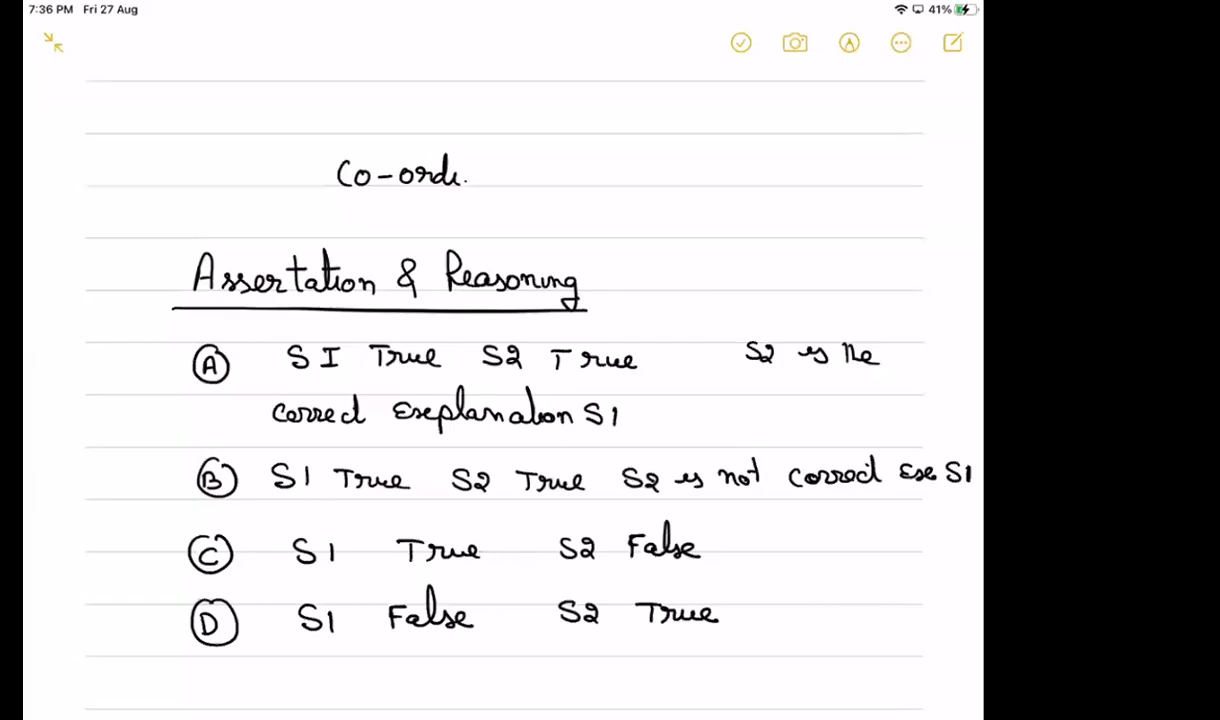 7:36 PM Fri 27 Aug
41%
Co-ordi.
Assertation & Reasoning
A S I True S2 True S2 is the
correct Explanation S1
B S1 True S2 True S2 is not correct Exe S1
C S1 True S2 False
D S1 False S2 True